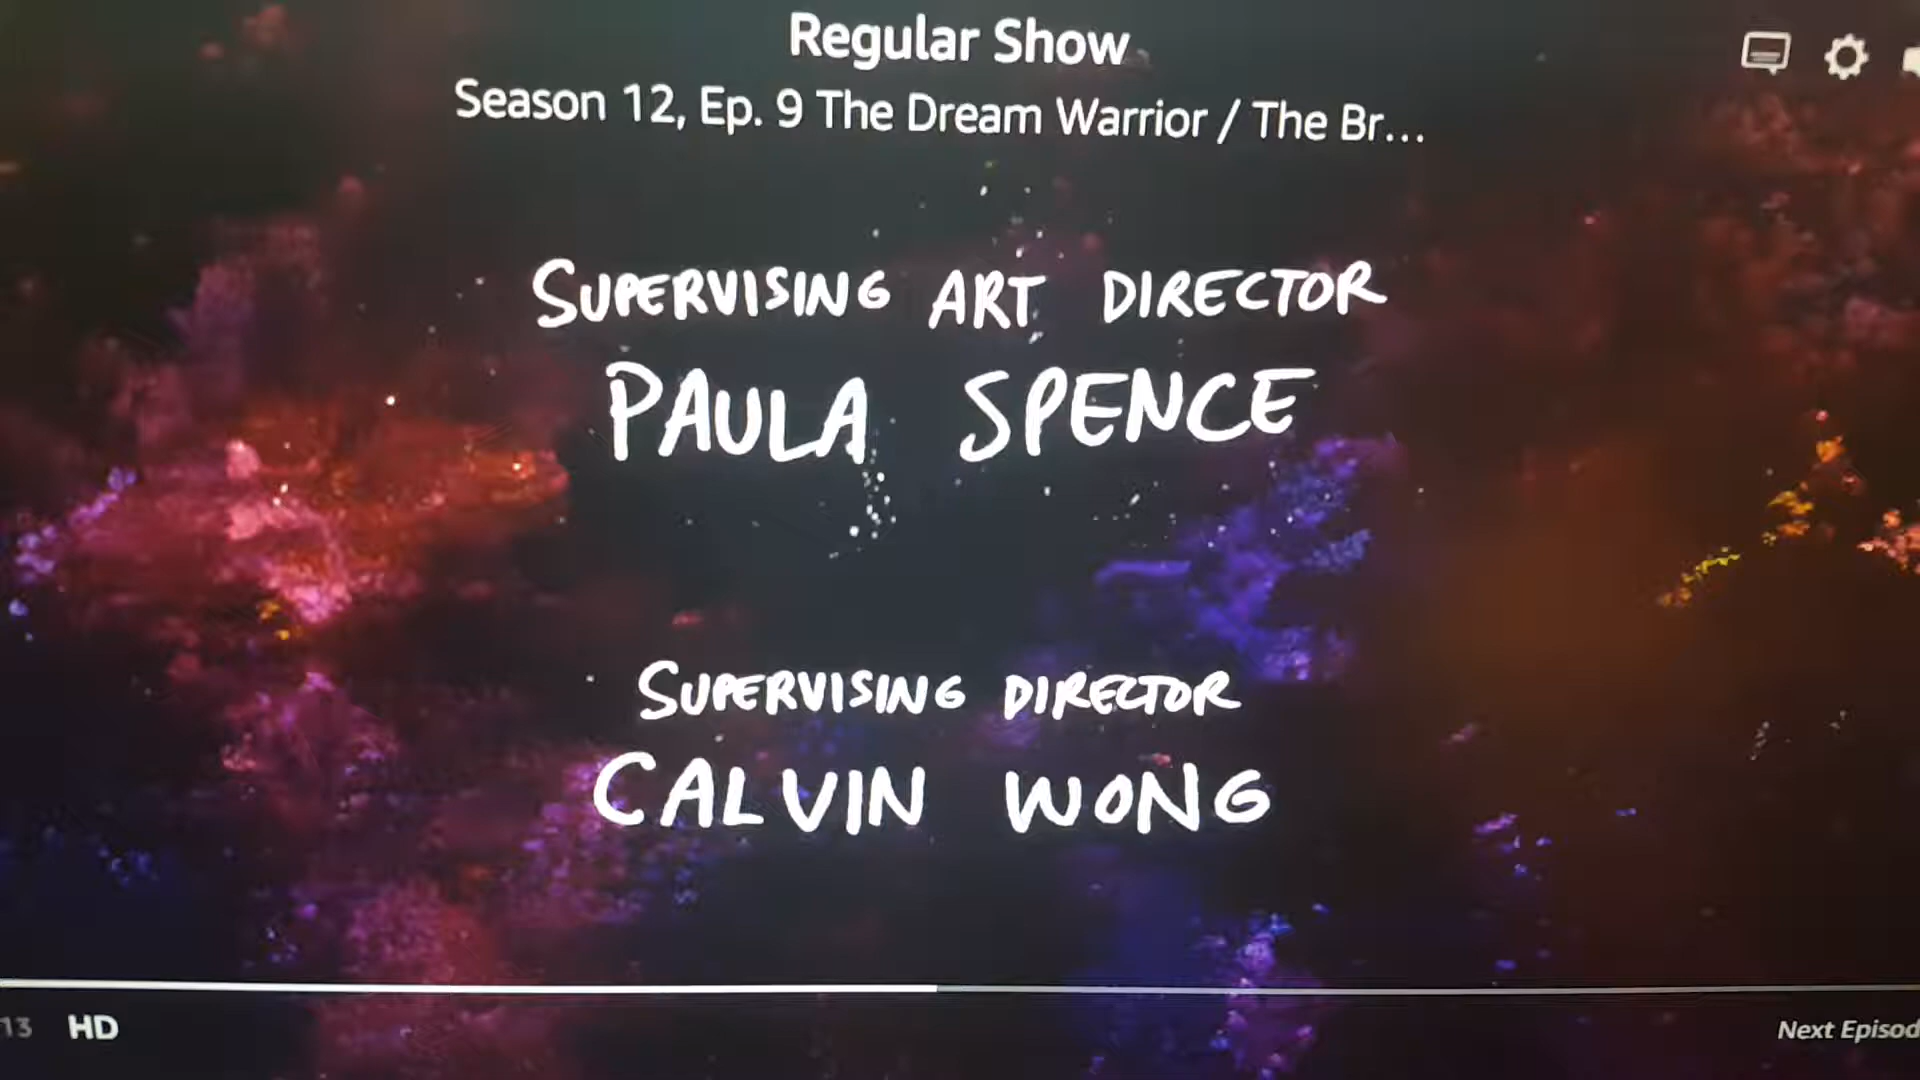 Regular Show
Season 12, Ep. 9 The Dream Warrior / The Br...
SUPERVISING ART DIRECTOR
PAULA SPENCE
SUPERVISING DIRECTOR
CALVIN WONG
13 HD
Next Episod